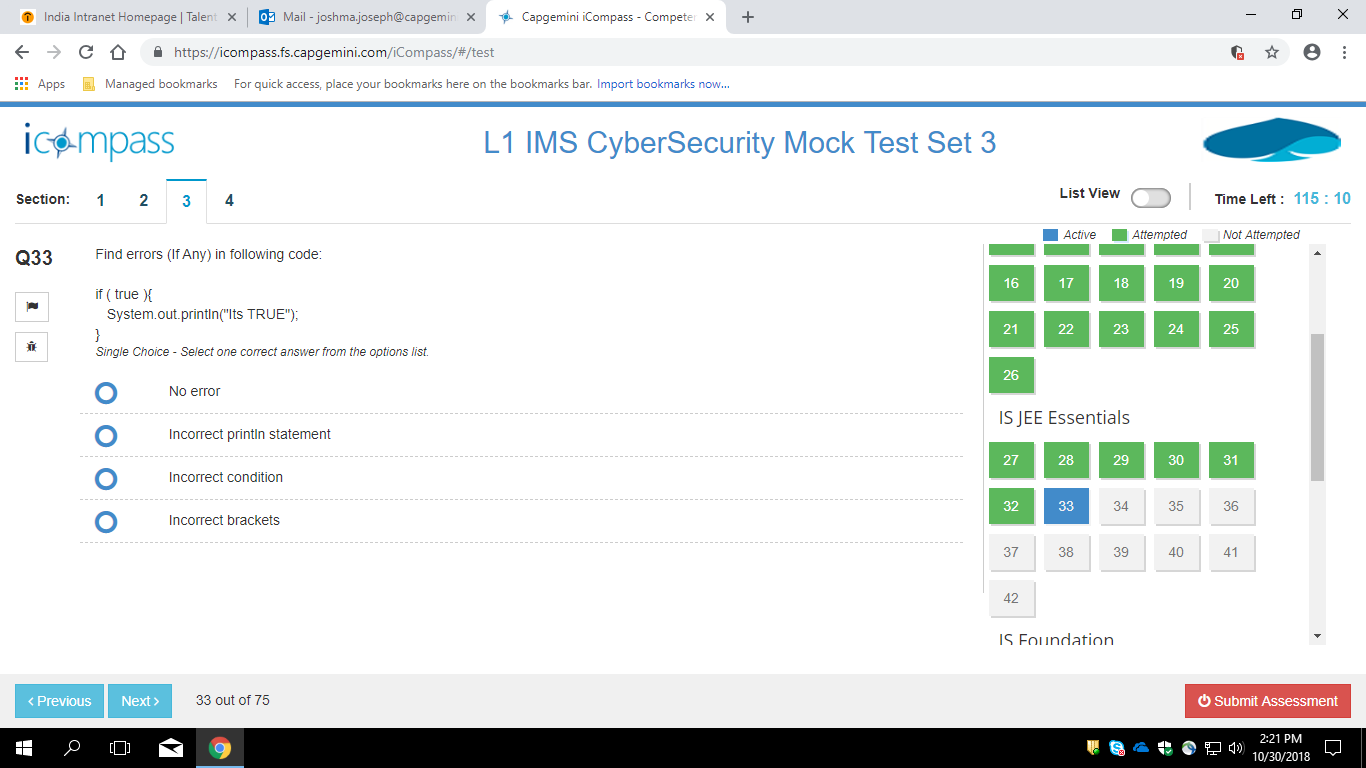 India Intranet Homepage | Talent
Mail - joshma.joseph@capgemin
Capgemini iCompass - Competen
https://icompass.fs.capgemini.com/iCompass/#/test
Apps Managed bookmarks For quick access, place your bookmarks here on the bookmarks bar. Import bookmarks now...
icompass
L1 IMS CyberSecurity Mock Test Set 3
Section: 1 2 3 4
List View
Time Left : 115 : 10
Active Attempted Not Attempted
Q33
Find errors (If Any) in following code:
if ( true ){
System.out.println("Its TRUE");
}
Single Choice - Select one correct answer from the options list.
No error
Incorrect println statement
Incorrect condition
Incorrect brackets
16 17 18 19 20
21 22 23 24 25
26
IS JEE Essentials
27 28 29 30 31
32 33 34 35 36
37 38 39 40 41
42
IS Foundation
Previous Next 33 out of 75
Submit Assessment
2:21 PM
10/30/2018